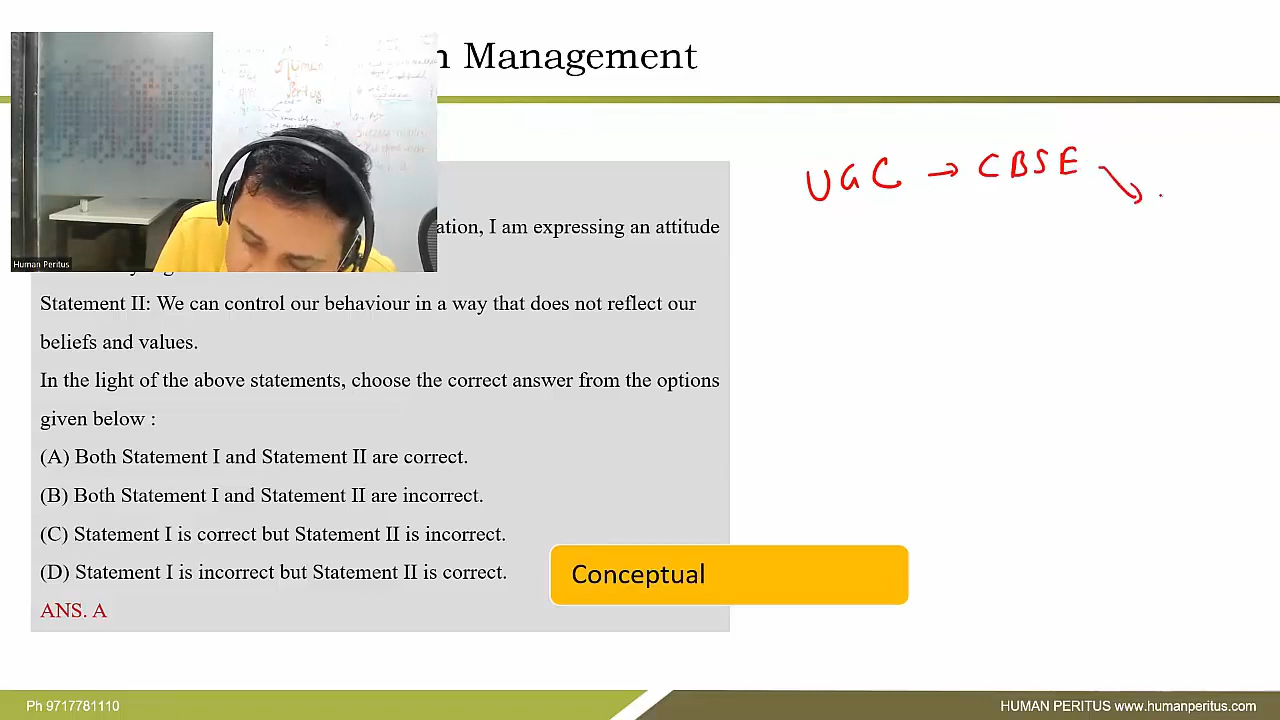 n Management
UGC → CBSE
Human
Peritus
Human Peritus
ation, I am expressing an attitude
Statement II: We can control our behaviour in a way that does not reflect our
beliefs and values.
In the light of the above statements, choose the correct answer from the options
given below :
(A) Both Statement I and Statement II are correct.
(B) Both Statement I and Statement II are incorrect.
(C) Statement I is correct but Statement II is incorrect.
(D) Statement I is incorrect but Statement II is correct.
Conceptual
ANS. A
Ph 9717781110
HUMAN PERITUS www.humanperitus.com